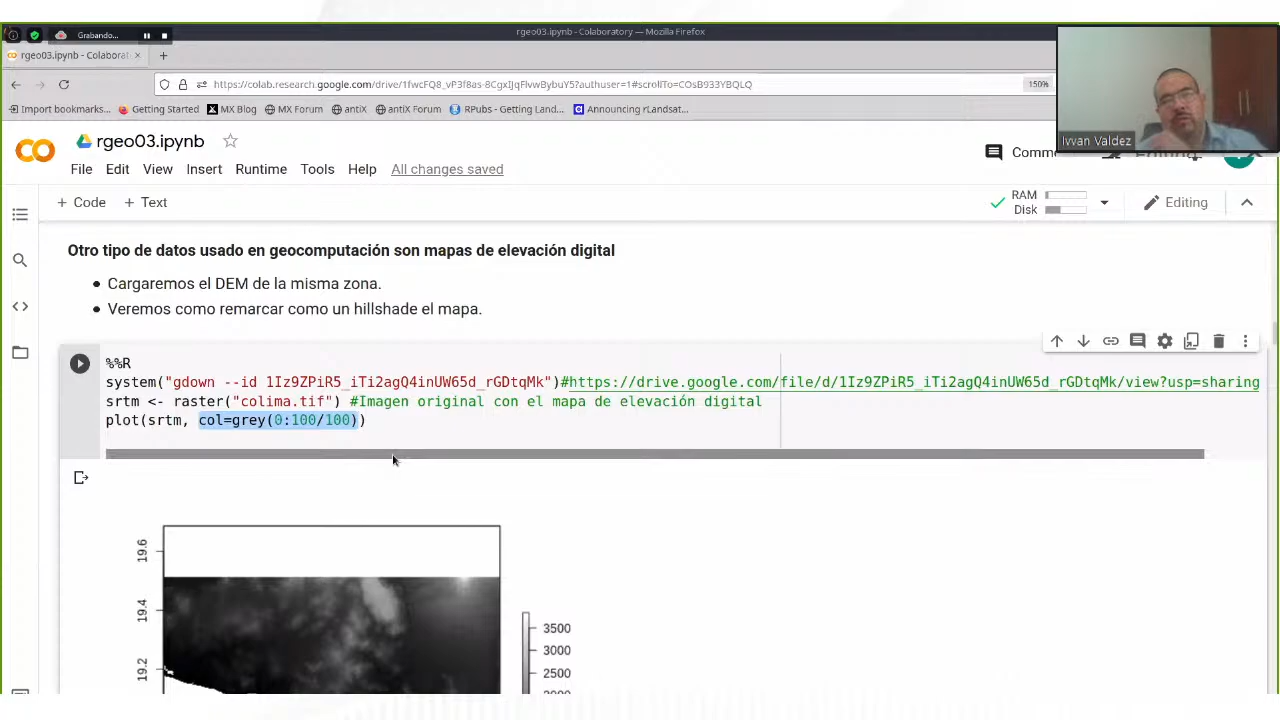 Grabando...
rgeo03.ipynb - Colaboratory — Mozilla Firefox
rgeo03.ipynb - Colaborat
https://colab.research.google.com/drive/1fwcFQ8_vP3f8as-8CgxIJqFlvwBybuY5?authuser=1#scrollTo=COsB933YBQLQ
150%
Import bookmarks...
Getting Started
MX Blog
MX Forum
antiX
antiX Forum
RPubs - Getting Land...
Announcing rLandsat...
Ivvan Valdez
rgeo03.ipynb
Comm
File Edit View Insert Runtime Tools Help All changes saved
+ Code + Text
RAM
Disk
Editing
Otro tipo de datos usado en geocomputación son mapas de elevación digital
• Cargaremos el DEM de la misma zona.
• Veremos como remarcar como un hillshade el mapa.
%%R
system("gdown --id 1Iz9ZPiR5_iTi2agQ4inUW65d_rGDtqMk")#https://drive.google.com/file/d/1Iz9ZPiR5_iTi2agQ4inUW65d_rGDtqMk/view?usp=sharing
srtm <- raster("colima.tif") #Imagen original con el mapa de elevación digital
plot(srtm, col=grey(0:100/100))
19.6
19.4
19.2
3500
3000
2500